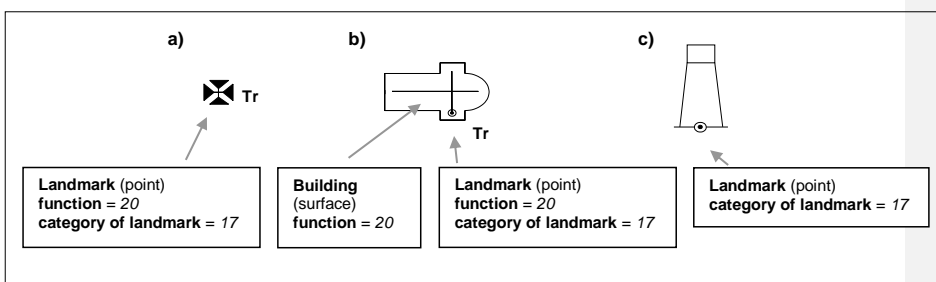 a)
b)
c)
Tr
Tr
Landmark (point)
function = 20
category of landmark = 17
Building
(surface)
function = 20
Landmark (point)
function = 20
category of landmark = 17
Landmark (point)
category of landmark = 17